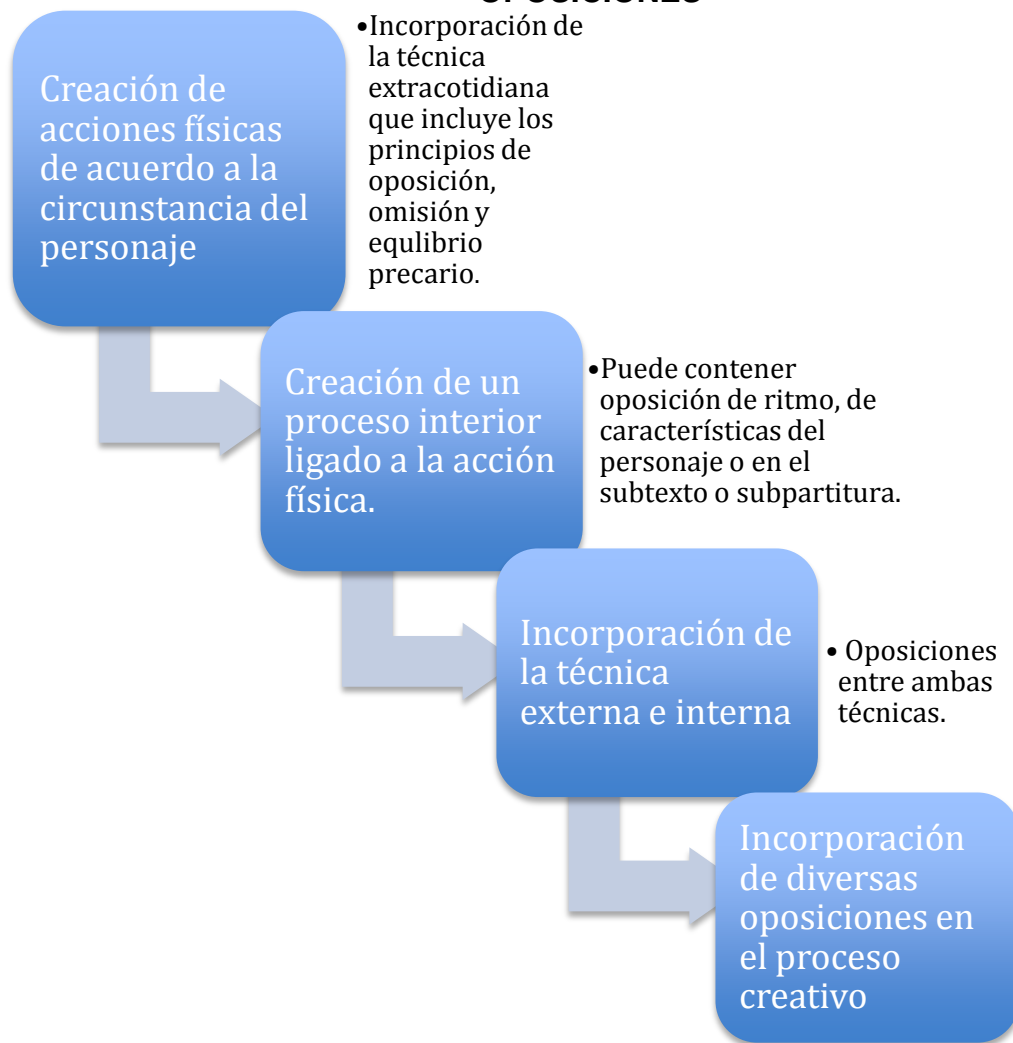 OPOSICIONES
Creación de
acciones físicas
de acuerdo a la
circunstancia del
personaje
•Incorporación de
la técnica
extracotidiana
que incluye los
principios de
oposición,
omisión y
equlibrio
precario.
Creación de un
proceso interior
ligado a la acción
física.
•Puede contener
oposición de ritmo, de
características del
personaje o en el
subtexto o subpartitura.
Incorporación de
la técnica
externa e interna
• Oposiciones
entre ambas
técnicas.
Incorporación
de diversas
oposiciones en
el proceso
creativo